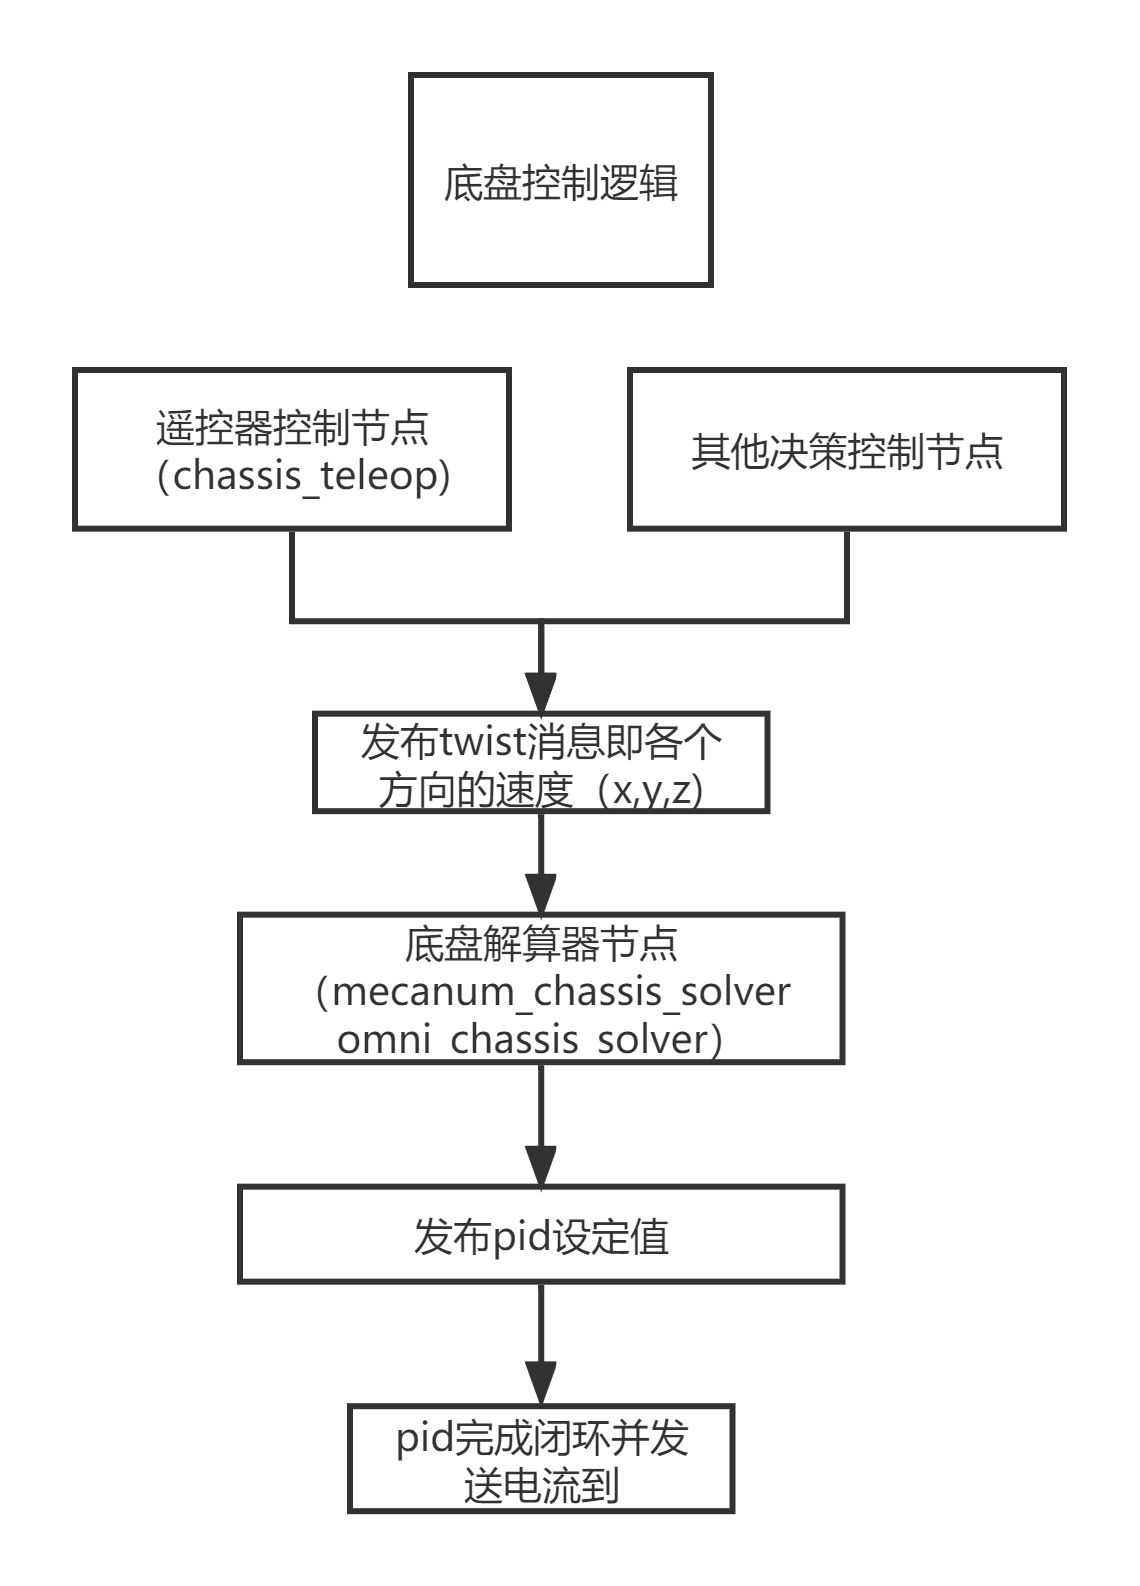 底盘控制逻辑
遥控器控制节点
（chassis_teleop)
其他决策控制节点
发布twist消息即各个
方向的速度（x,y,z)
底盘解算器节点
（mecanum_chassis_solver
omni_chassis_solver）
发布pid设定值
pid完成闭环并发
送电流到